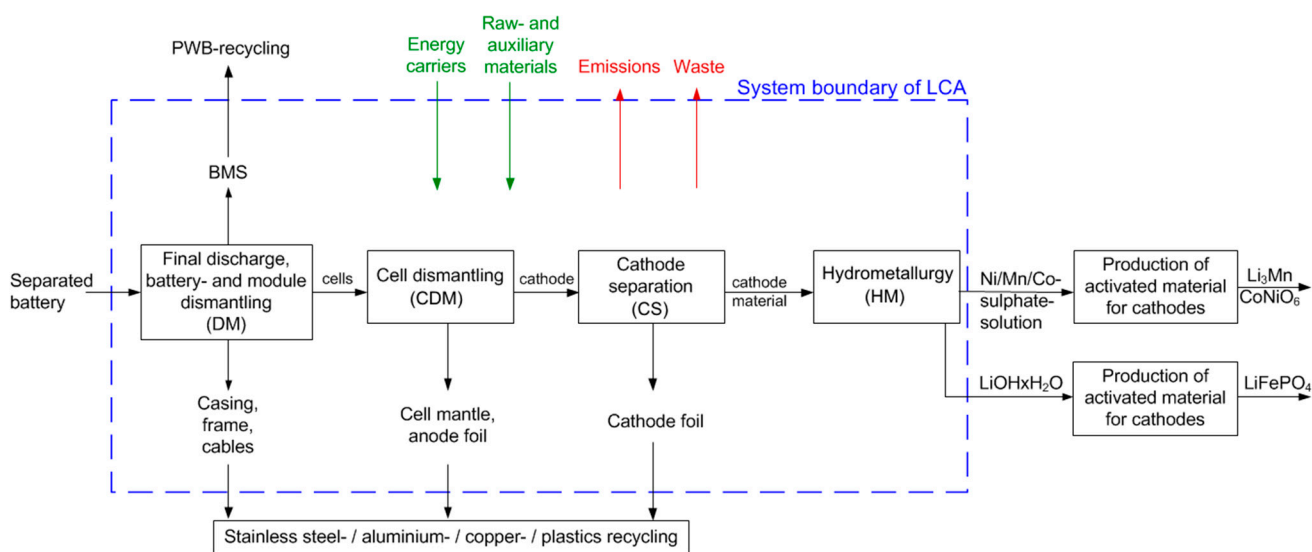 PWB-recycling
Energy
carriers
Raw- and
auxiliary
materials
Emissions
Waste
System boundary of LCA
BMS
Separated
battery
Final discharge,
battery- and module
dismantling
(DM)
cells
Cell dismantling
(CDM)
cathode
Cathode
separation
(CS)
cathode
material
Hydrometallurgy
(HM)
Ni/Mn/Co-
sulphate-
solution
Production of
activated material
for cathodes
Li₃Mn
CoNiO₆
LiOHxH₂O
Production of
activated material
for cathodes
LiFePO₄
Casing,
frame,
cables
Cell mantle,
anode foil
Cathode foil
Stainless steel- / aluminium- / copper- / plastics recycling